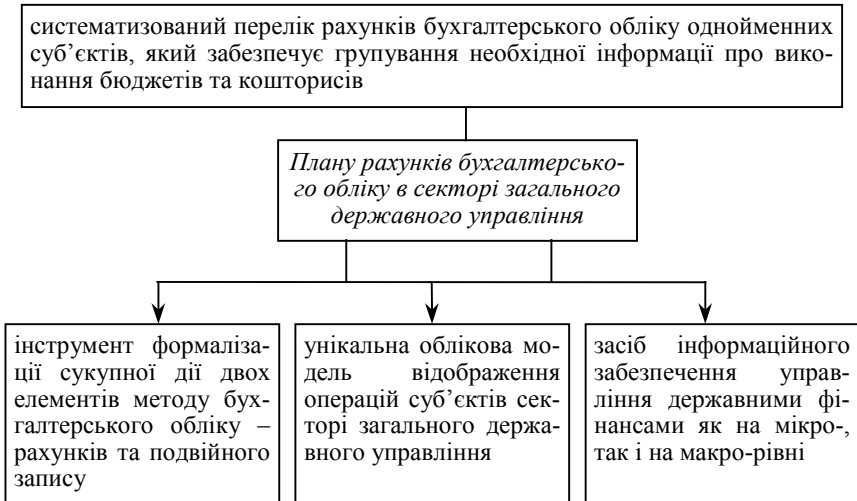 систематизований перелік рахунків бухгалтерського обліку однойменних
суб’єктів, який забезпечує групування необхідної інформації про вико-
нання бюджетів та кошторисів
Плану рахунків бухгалтерсько-
го обліку в секторі загального
державного управління
інструмент формаліза-
ції сукупної дії двох
елементів методу бух-
галтерського обліку –
рахунків та подвійного
запису
унікальна облікова мо-
дель відображення
операцій суб’єктів сек-
торі загального держа-
вного управління
засіб інформаційного
забезпечення управ-
ління державними фі-
нансами як на мікро-,
так і на макро-рівні